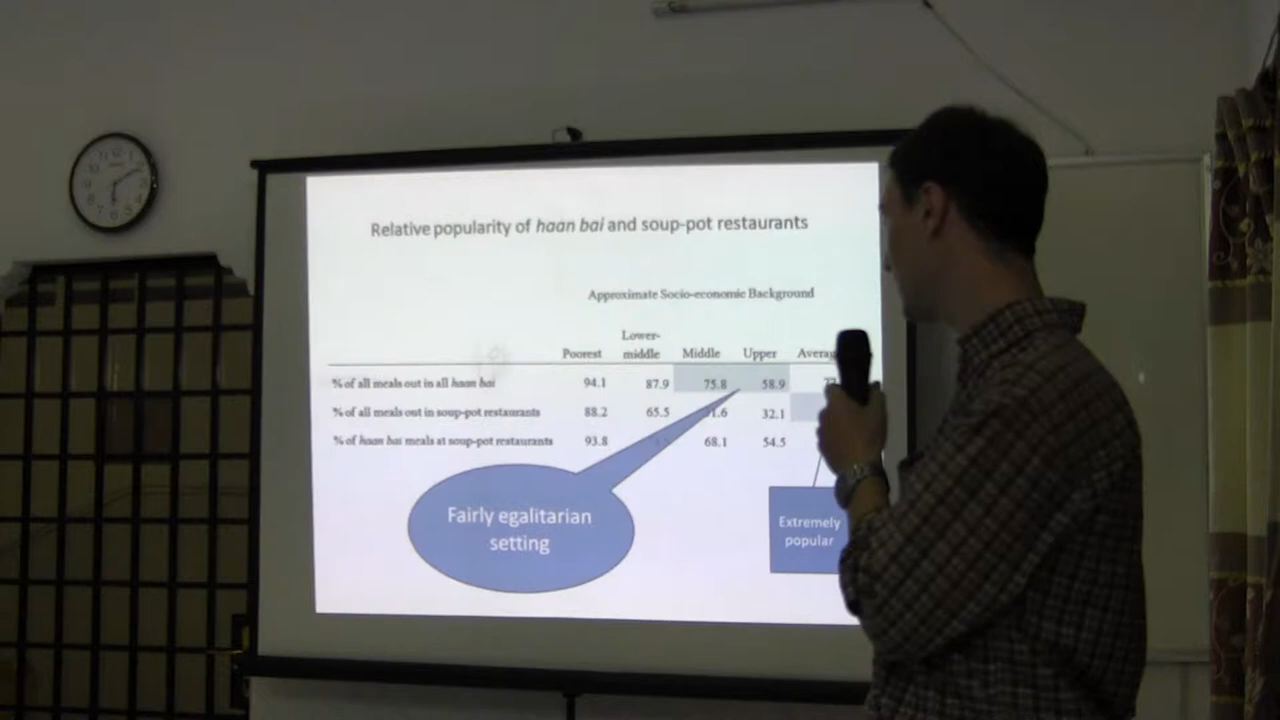 Relative popularity of haan bai and soup-pot restaurants
Approximate Socio-economic Background
Lower-
Poorest middle Middle Upper
% of all meals out in all haan bai 94.1 87.9 75.8 58.9
% of all meals out in soup-pot restaurants 88.2 65.5 32.1
% of haan bai meals at soup-pot restaurants 93.8 68.1 54.5
Fairly egalitarian
setting
Extremely
popular